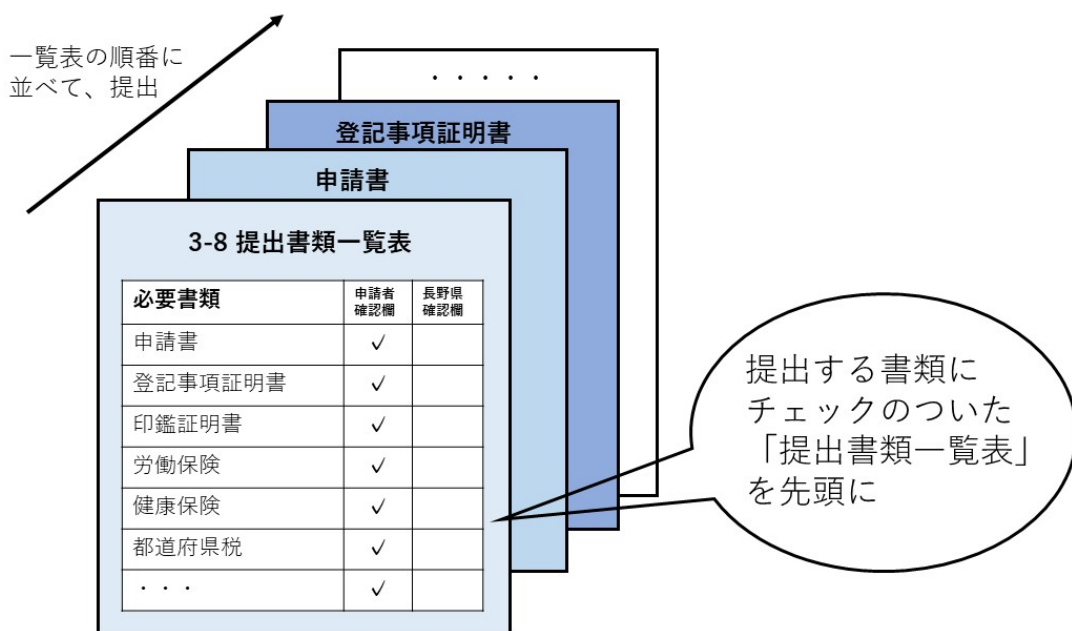 一覧表の順番に
並べて、提出
・・・・・
登記事項証明書
申請書
3-8 提出書類一覧表
必要書類 申請者確認欄 長野県確認欄
申請書 ✓
登記事項証明書 ✓
印鑑証明書 ✓
労働保険 ✓
健康保険 ✓
都道府県税 ✓
・・・ ✓
提出する書類に
チェックのついた
「提出書類一覧表」
を先頭に